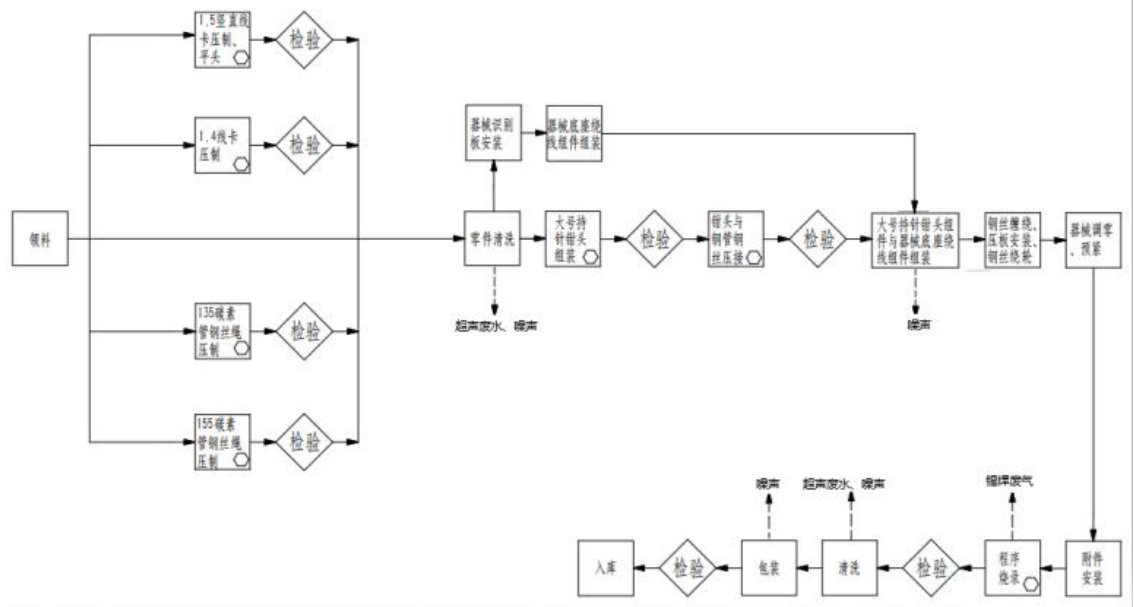 1.5竖直线
卡压制、
平头
检验
1.4线卡
压制
检验
器械识别
板安装
器械底座绕
线组件组装
领料
零件清洗
大号持
针钳头
组装
检验
钳头与
钢管钢
丝压接
检验
大号持针钳头组
件与器械底座绕
线组件组装
钢丝缠绕、
压板安装、
钢丝绕轮
器械调零
、预紧
超声废水、噪声
噪声
135碳素
管钢丝绳
压制
检验
155碳素
管钢丝绳
压制
检验
噪声
超声废水、噪声
锡焊废气
入库
检验
包装
清洗
检验
程序
烧录
附件
安装